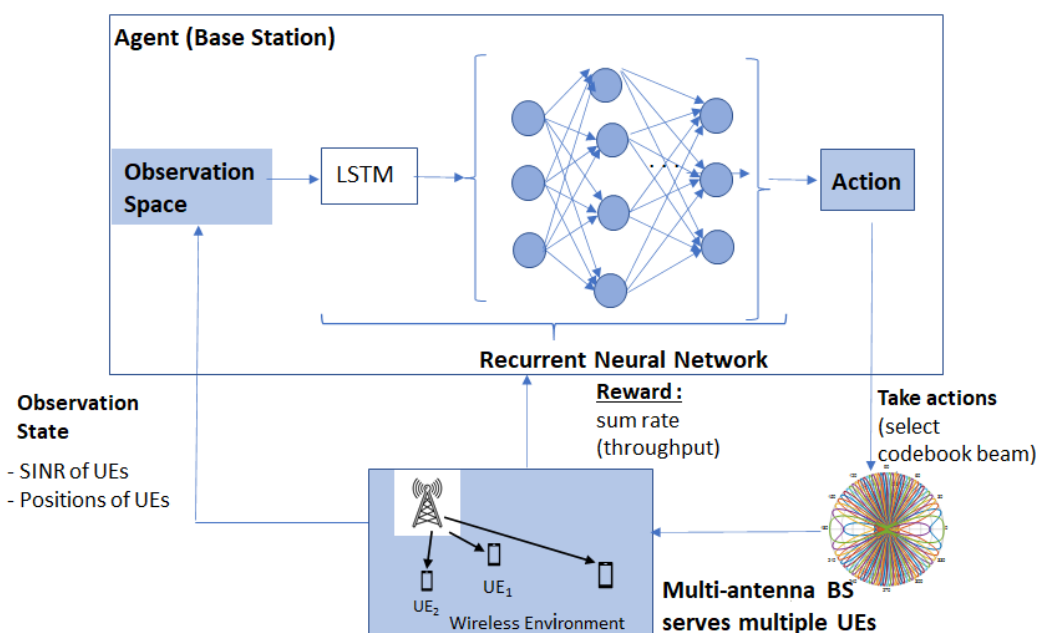 Agent (Base Station)
Observation
Space
LSTM
. . .
Action
Recurrent Neural Network
Observation
State
- SINR of UEs
- Positions of UEs
Reward :
sum rate
(throughput)
Take actions
(select
codebook beam)
UE1
UE2
Wireless Environment
Multi-antenna BS
serves multiple UEs